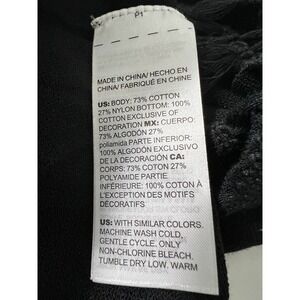 P1
MADE IN CHINA/ HECHO EN
CHINA/ FABRIQUÉ EN CHINE
US: BODY: 73% COTTON
27% NYLON BOTTOM: 100%
COTTON EXCLUSIVE OF
DECORATION MX: CUERPO:
73% ALGODÓN 27%
poliamida PARTE INFERIOR:
100% ALGODÓN EXCLUSIVO
DE LA DECORACIÓN CA:
CORPS: 73% COTON 27%
POLYAMIDE PARTIE
INFÉRIEURE: 100% COTON À
L'EXCEPTION DES MOTIFS
DÉCORATIFS
US: WITH SIMILAR COLORS.
MACHINE WASH COLD,
GENTLE CYCLE. ONLY
NON-CHLORINE BLEACH.
TUMBLE DRY LOW. WARM